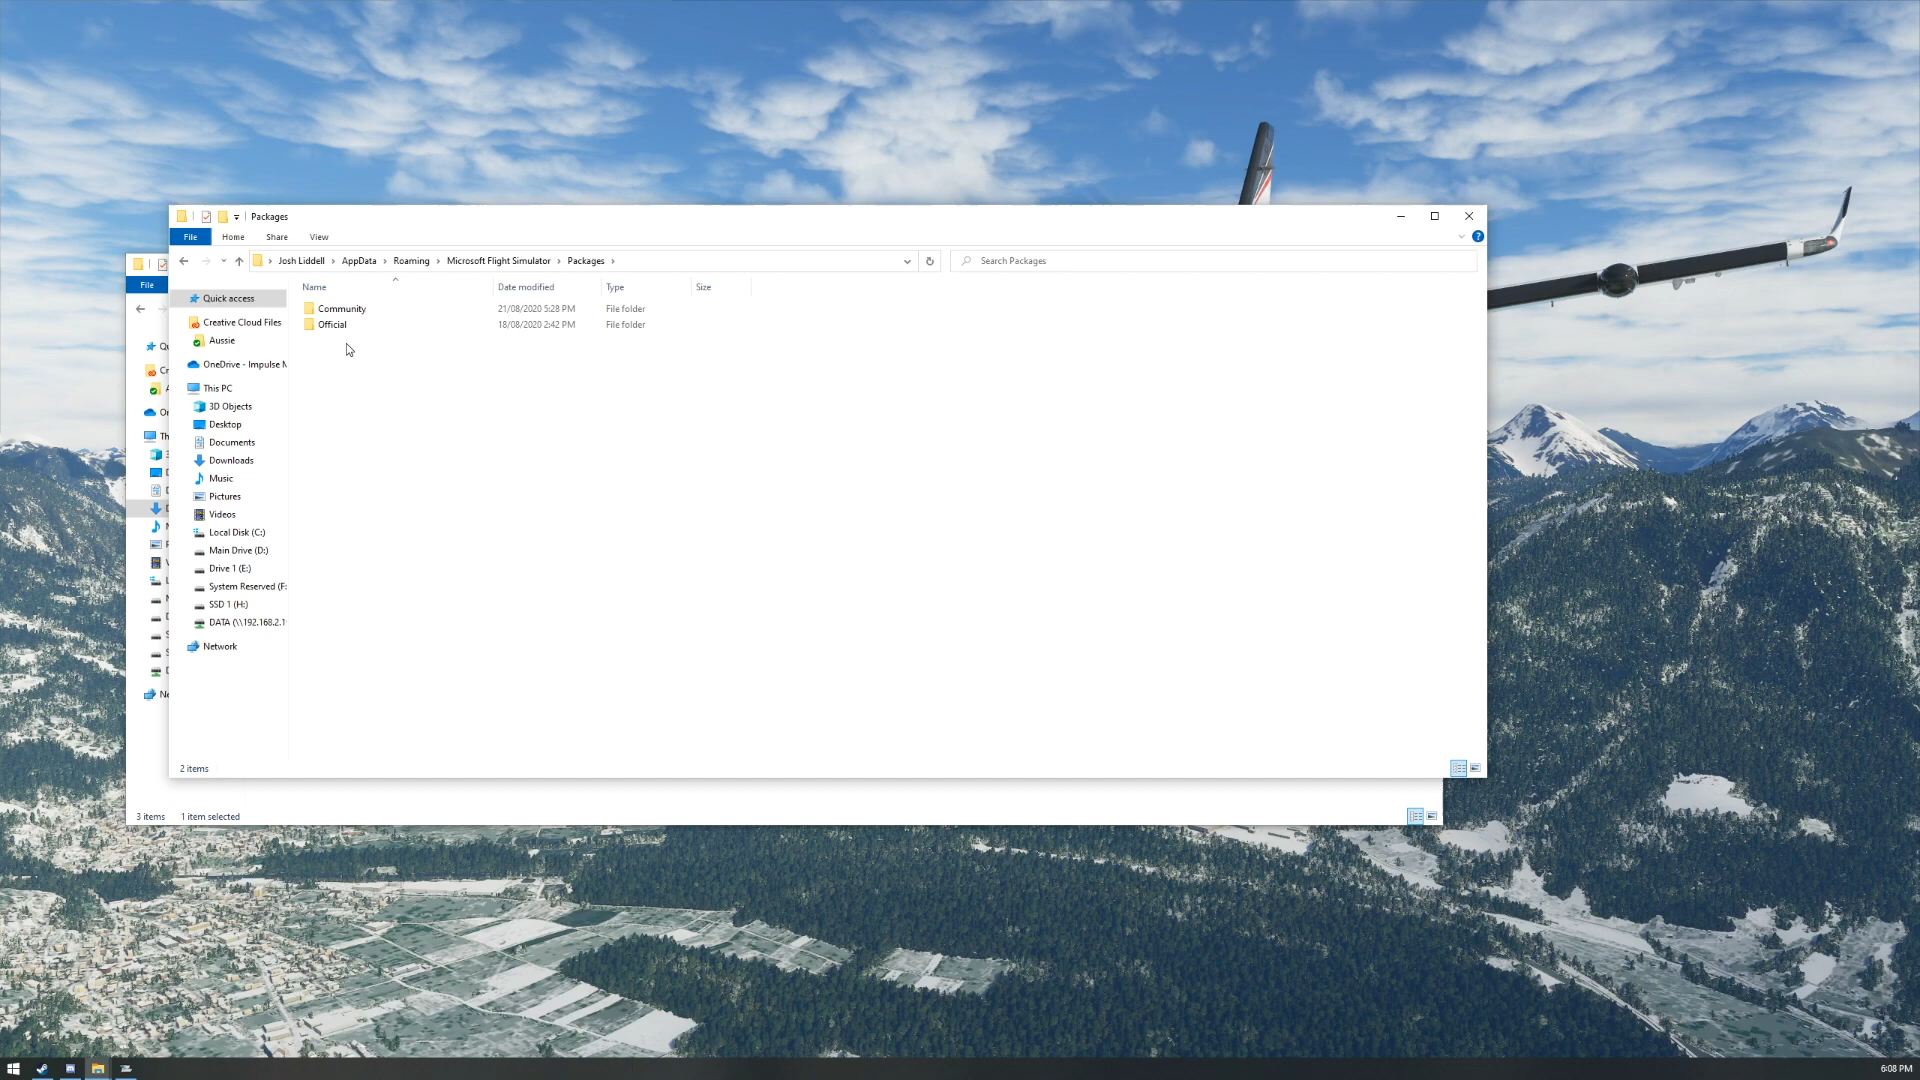 Packages
File
Home
Share
View
Josh Liddell
AppData
Roaming
Microsoft Flight Simulator
Packages
Search Packages
Name
Date modified
Type
Size
Community
21/08/2020 5:28 PM
File folder
Official
18/08/2020 2:42 PM
File folder
Quick access
Creative Cloud Files
Aussie
OneDrive - Impulse M
This PC
3D Objects
Desktop
Documents
Downloads
Music
Pictures
Videos
Local Disk (C:)
Main Drive (D:)
Drive 1 (E:)
System Reserved (F:
SSD 1 (H:)
DATA (\\192.168.2.1
Network
2 items
File
3 items
1 item selected
6:08 PM